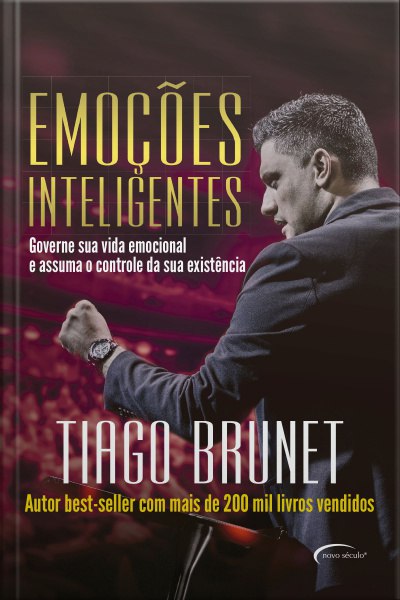 EMOÇÕES
INTELIGENTES
Governe sua vida emocional
e assuma o controle da sua existência
TIAGO BRUNET
Autor best-seller com mais de 200 mil livros vendidos
novo século®